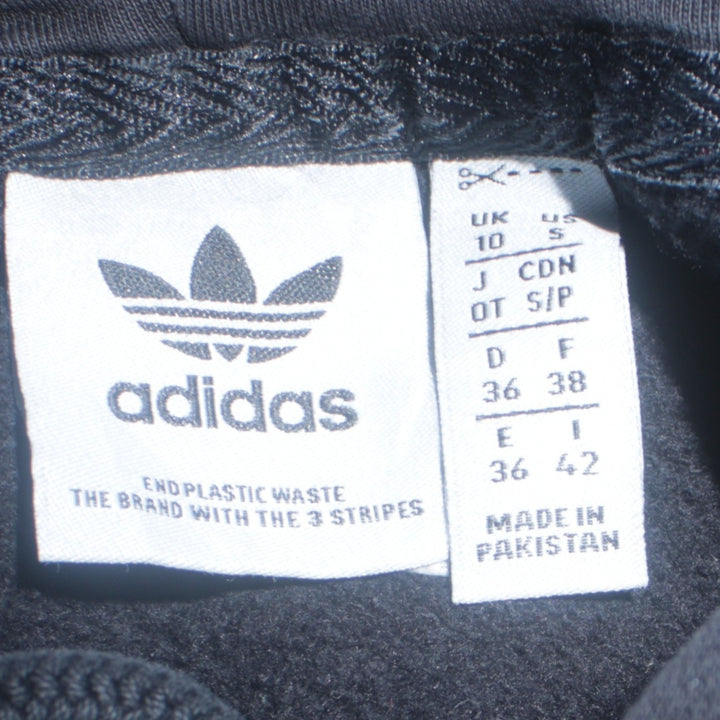 adidas
END PLASTIC WASTE
THE BRAND WITH THE 3 STRIPES
UK US
10 S
J CDN
OT S/P
D F
36 38
E I
36 42
MADE IN
PAKISTAN